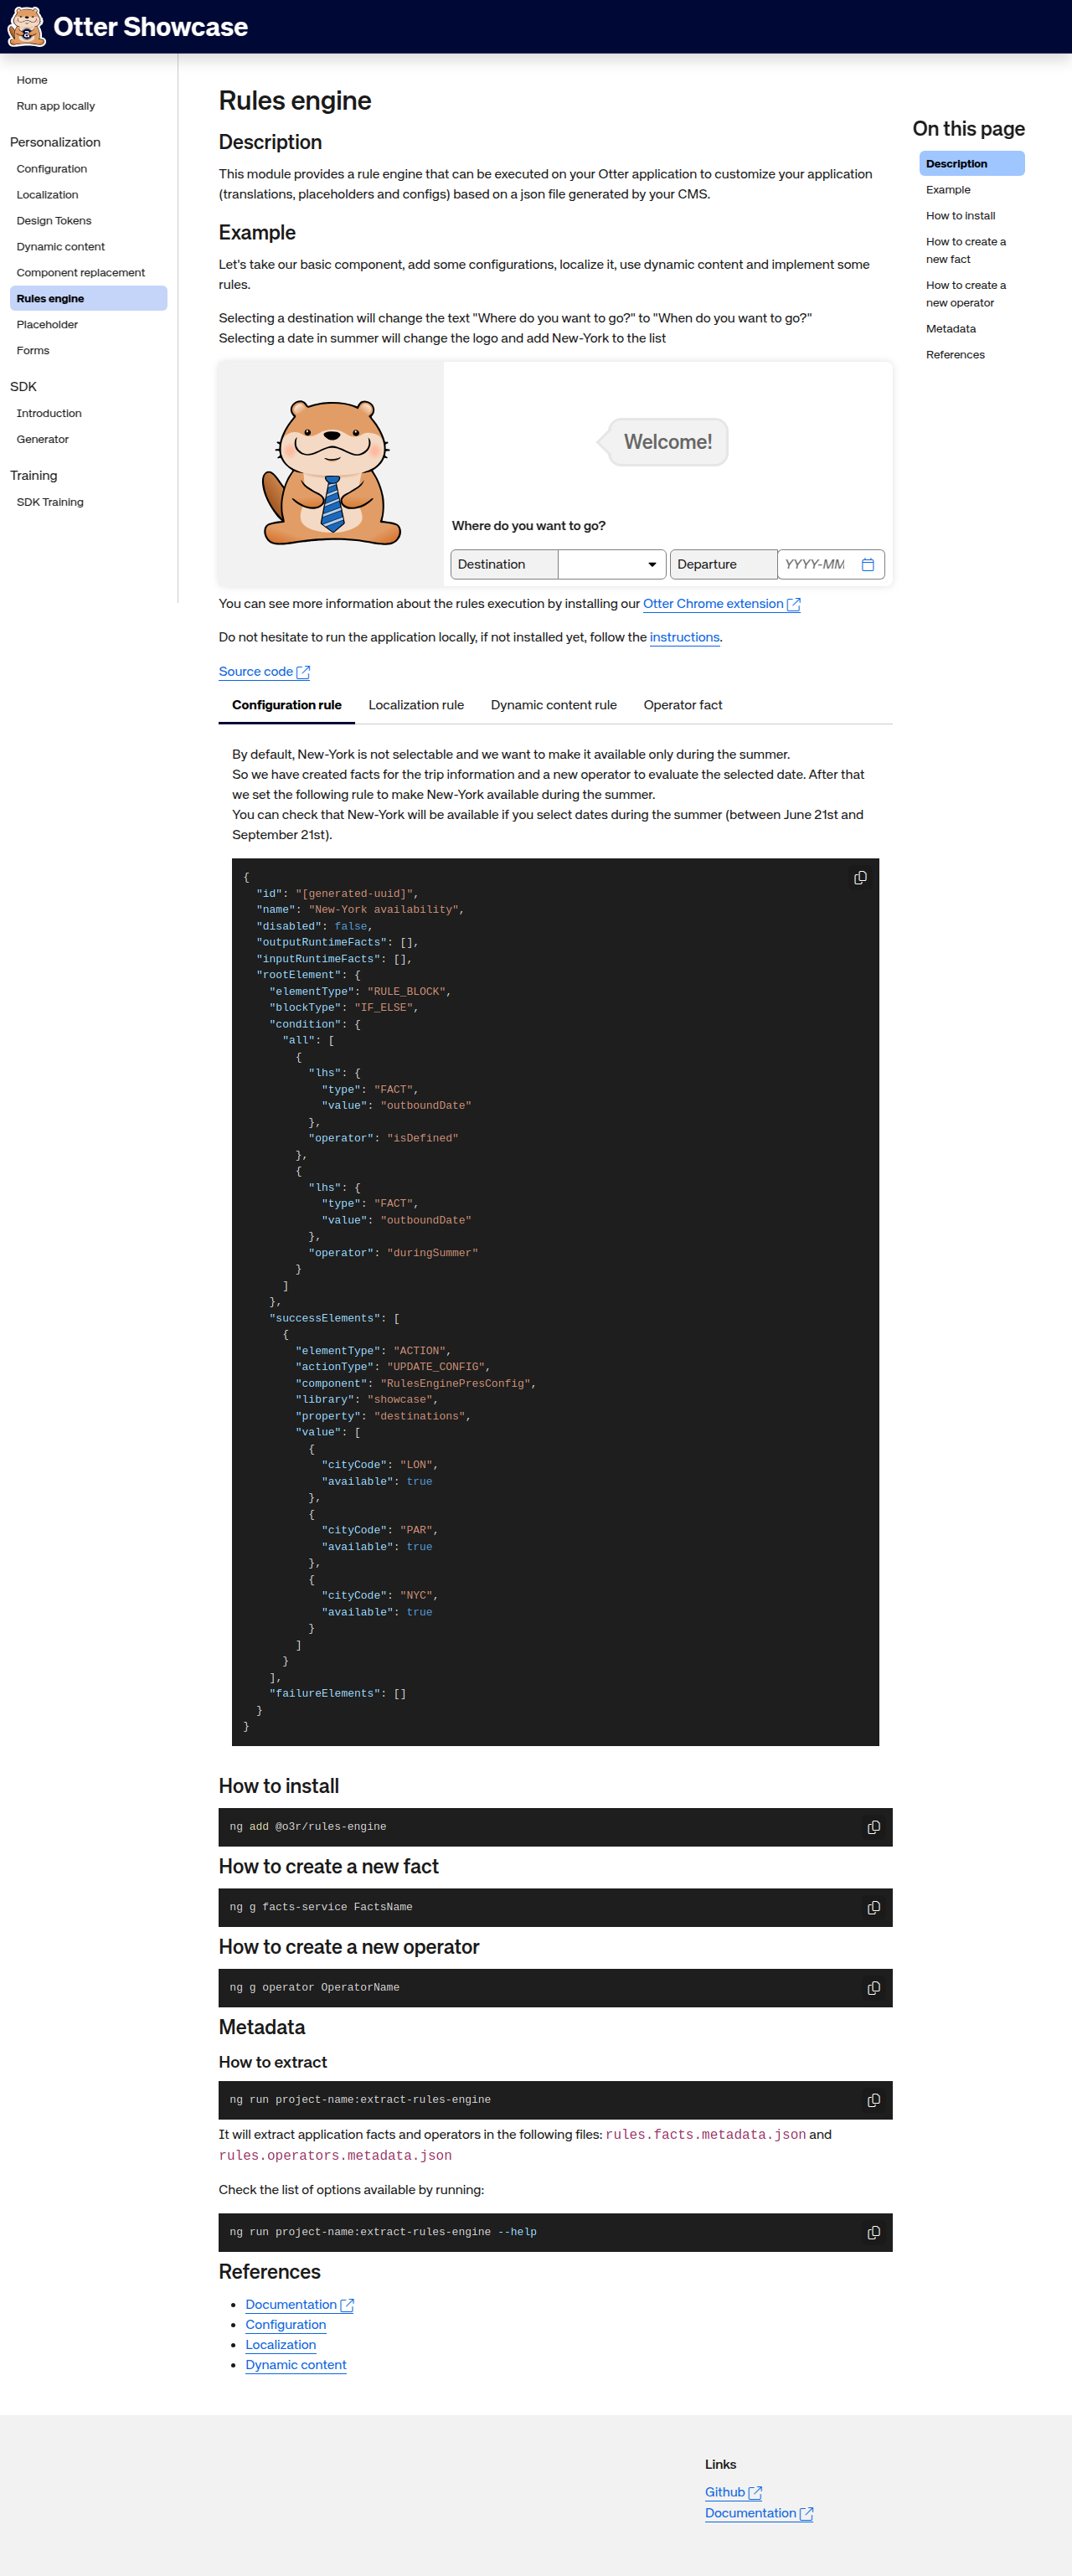 Otter Showcase
Home
Run app locally
Personalization
Configuration
Localization
Design Tokens
Dynamic content
Component replacement
Rules engine
Placeholder
Forms
SDK
Introduction
Generator
Training
SDK Training
Rules engine
Description
This module provides a rule engine that can be executed on your Otter application to customize your application
(translations, placeholders and configs) based on a json file generated by your CMS.
Example
Let's take our basic component, add some configurations, localize it, use dynamic content and implement some
rules.
Selecting a destination will change the text "Where do you want to go?" to "When do you want to go?"
Selecting a date in summer will change the logo and add New-York to the list
Welcome!
Where do you want to go?
Destination
Departure
YYYY-MM
You can see more information about the rules execution by installing our Otter Chrome extension
Do not hesitate to run the application locally, if not installed yet, follow the instructions.
Source code
Configuration rule
Localization rule
Dynamic content rule
Operator fact
By default, New-York is not selectable and we want to make it available only during the summer.
So we have created facts for the trip information and a new operator to evaluate the selected date. After that
we set the following rule to make New-York available during the summer.
You can check that New-York will be available if you select dates during the summer (between June 21st and
September 21st).
{
  "id": "[generated-uuid]",
  "name": "New-York availability",
  "disabled": false,
  "outputRuntimeFacts": [],
  "inputRuntimeFacts": [],
  "rootElement": {
    "elementType": "RULE_BLOCK",
    "blockType": "IF_ELSE",
    "condition": {
      "all": [
        {
          "lhs": {
            "type": "FACT",
            "value": "outboundDate"
          },
          "operator": "isDefined"
        },
        {
          "lhs": {
            "type": "FACT",
            "value": "outboundDate"
          },
          "operator": "duringSummer"
        }
      ]
    },
    "successElements": [
      {
        "elementType": "ACTION",
        "actionType": "UPDATE_CONFIG",
        "component": "RulesEnginePresConfig",
        "library": "showcase",
        "property": "destinations",
        "value": [
          {
            "cityCode": "LON",
            "available": true
          },
          {
            "cityCode": "PAR",
            "available": true
          },
          {
            "cityCode": "NYC",
            "available": true
          }
        ]
      }
    ],
    "failureElements": []
  }
}
How to install
ng add @o3r/rules-engine
How to create a new fact
ng g facts-service FactsName
How to create a new operator
ng g operator OperatorName
Metadata
How to extract
ng run project-name:extract-rules-engine
It will extract application facts and operators in the following files: rules.facts.metadata.json and
rules.operators.metadata.json
Check the list of options available by running:
ng run project-name:extract-rules-engine --help
References
Documentation
Configuration
Localization
Dynamic content
On this page
Description
Example
How to install
How to create a
new fact
How to create a
new operator
Metadata
References
Links
Github
Documentation